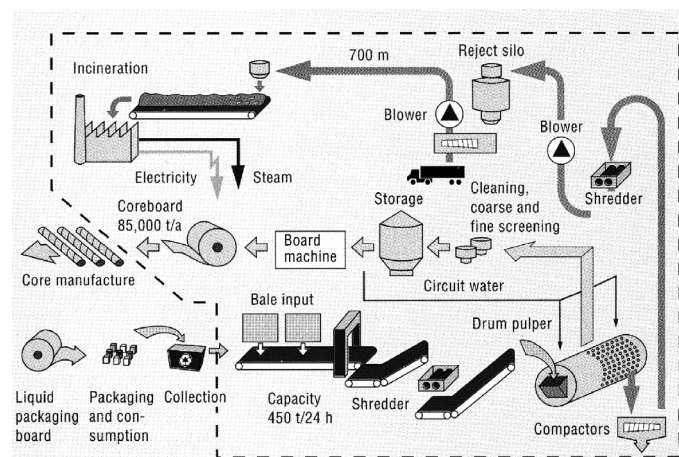 700 m
Reject silo
Incineration
Blower
Blower
Electricity
Steam
Shredder
Storage
Cleaning,
coarse and
fine screening
Coreboard
85,000 t/a
Board
machine
Core manufacture
Circuit water
Bale input
Drum pulper
Liquid
packaging
board
Packaging
and con-
sumption
Collection
Capacity
450 t/24 h
Shredder
Compactors